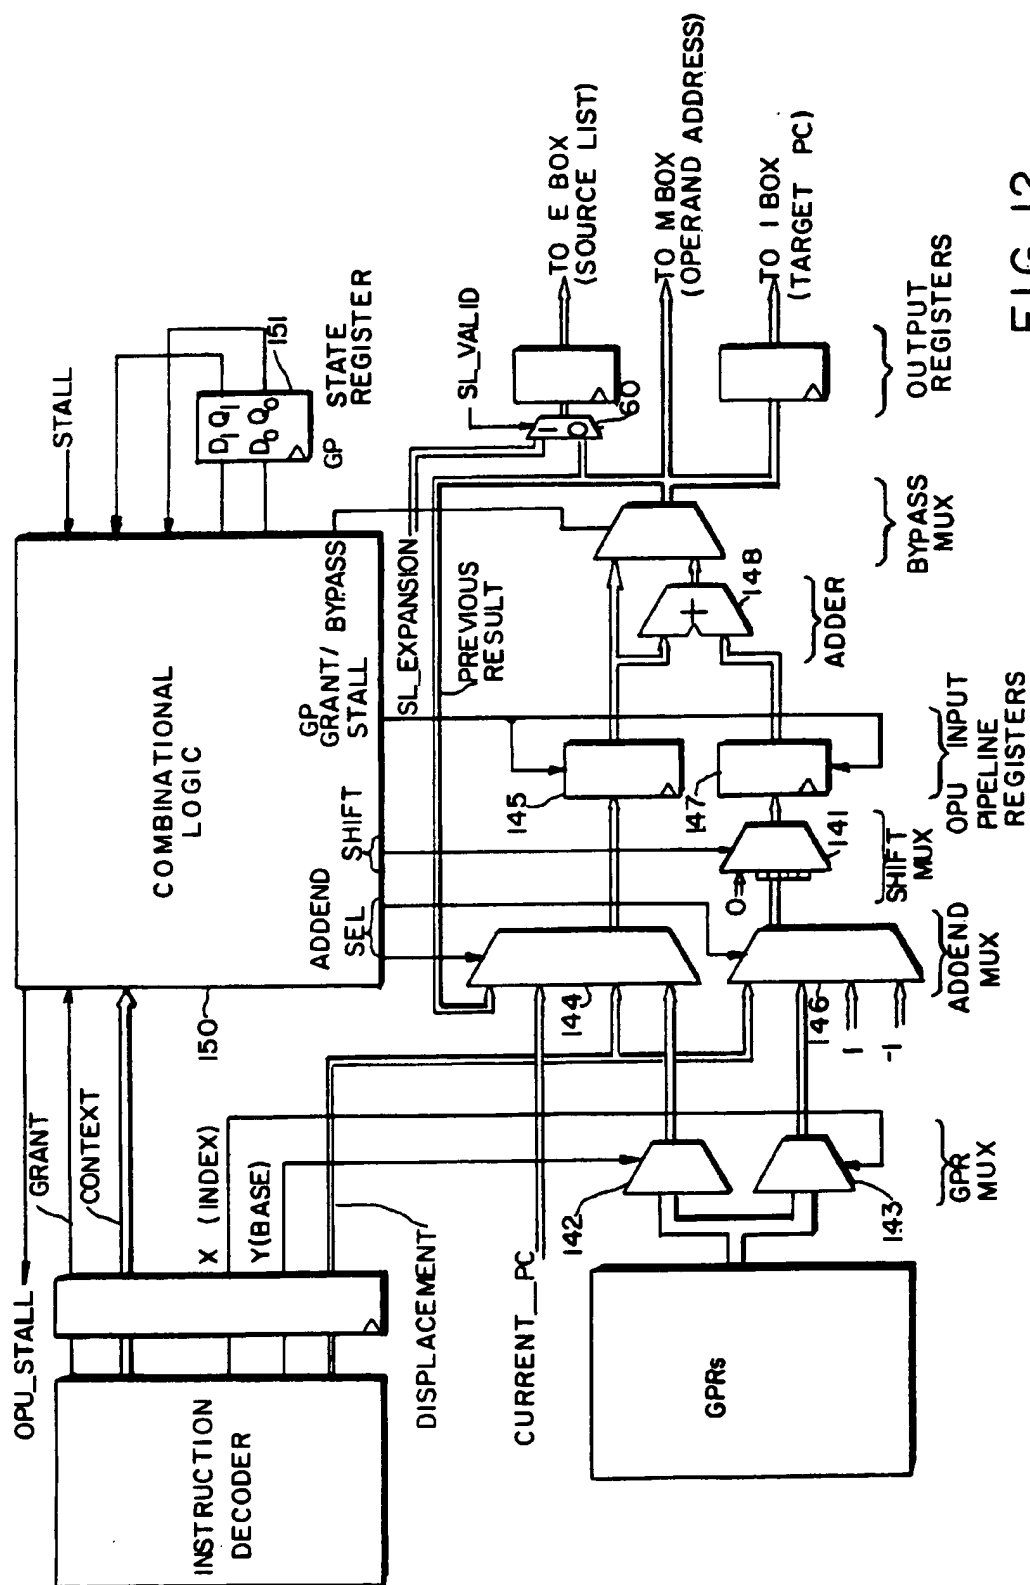 OPU_STALL
GRANT
CONTEXT
X (INDEX)
Y(BASE)
DISPLACEMENT
CURRENT_PC
INSTRUCTION
DECODER
GPRs
142
143
GPR
MUX
150
COMBINATIONAL
LOGIC
STALL
ADDEND
SEL
SHIFT
GP
GRANT/
STALL
BYPASS
SL_EXPANSION
PREVIOUS
RESULT
144
146
1
-1
ADDEND
MUX
0
141
SHIFT
MUX
145
147
OPU INPUT
PIPELINE
REGISTERS
+
148
ADDER
BYPASS
MUX
D1 Q1
D0 Q0
GP
STATE
REGISTER
151
SL_VALID
1
0
60
OUTPUT
REGISTERS
TO E BOX
(SOURCE LIST)
TO M BOX
(OPERAND ADDRESS)
TO I BOX
(TARGET PC)